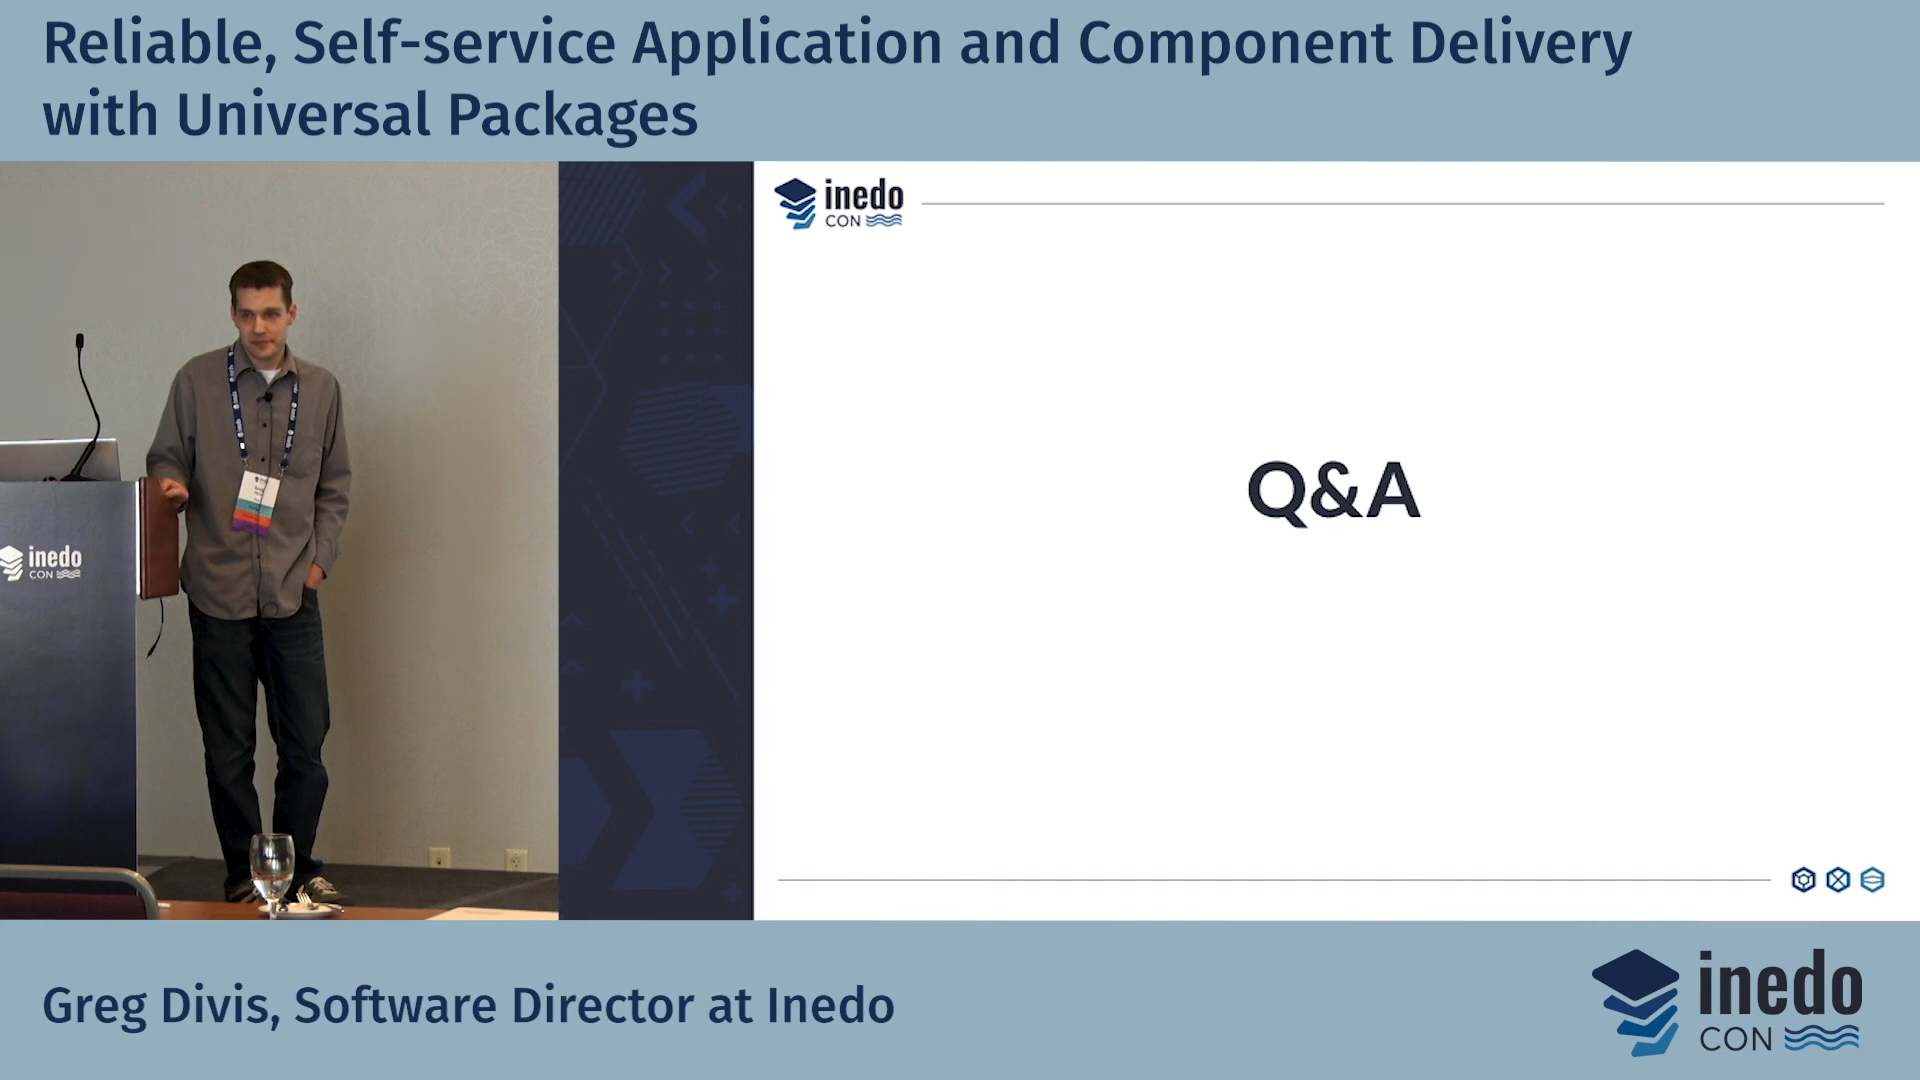 Reliable, Self-service Application and Component Delivery
with Universal Packages
inedo
CON
Q&A
inedo
CON
Greg Divis, Software Director at Inedo
inedo
CON